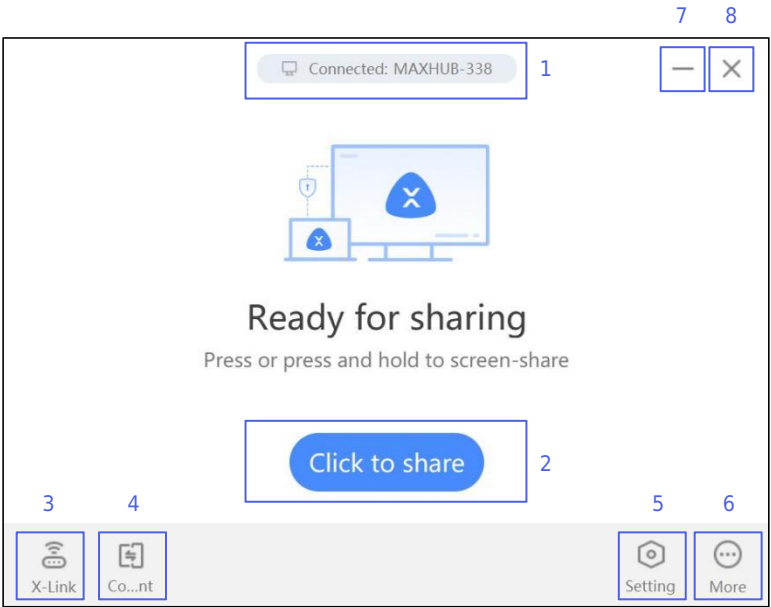 7 8
Connected: MAXHUB-338 1
Ready for sharing
Press or press and hold to screen-share
Click to share 2
3 4 5 6
X-Link Co...nt Setting More